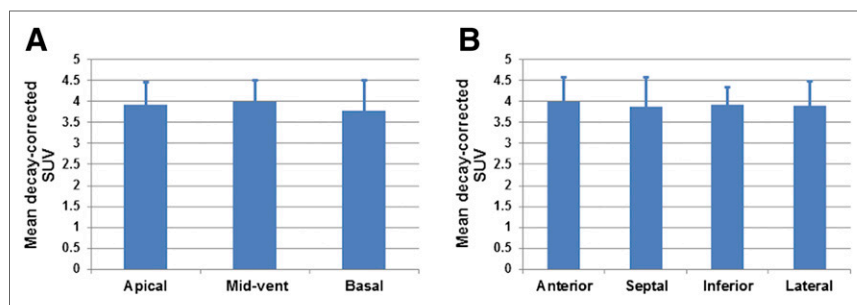 A
Mean decay-corrected
SUV
5
4.5
4
3.5
3
2.5
2
1.5
1
0.5
0
Apical Mid-vent Basal
B
Mean decay-corrected
SUV
5
4.5
4
3.5
3
2.5
2
1.5
1
0.5
0
Anterior Septal Inferior Lateral